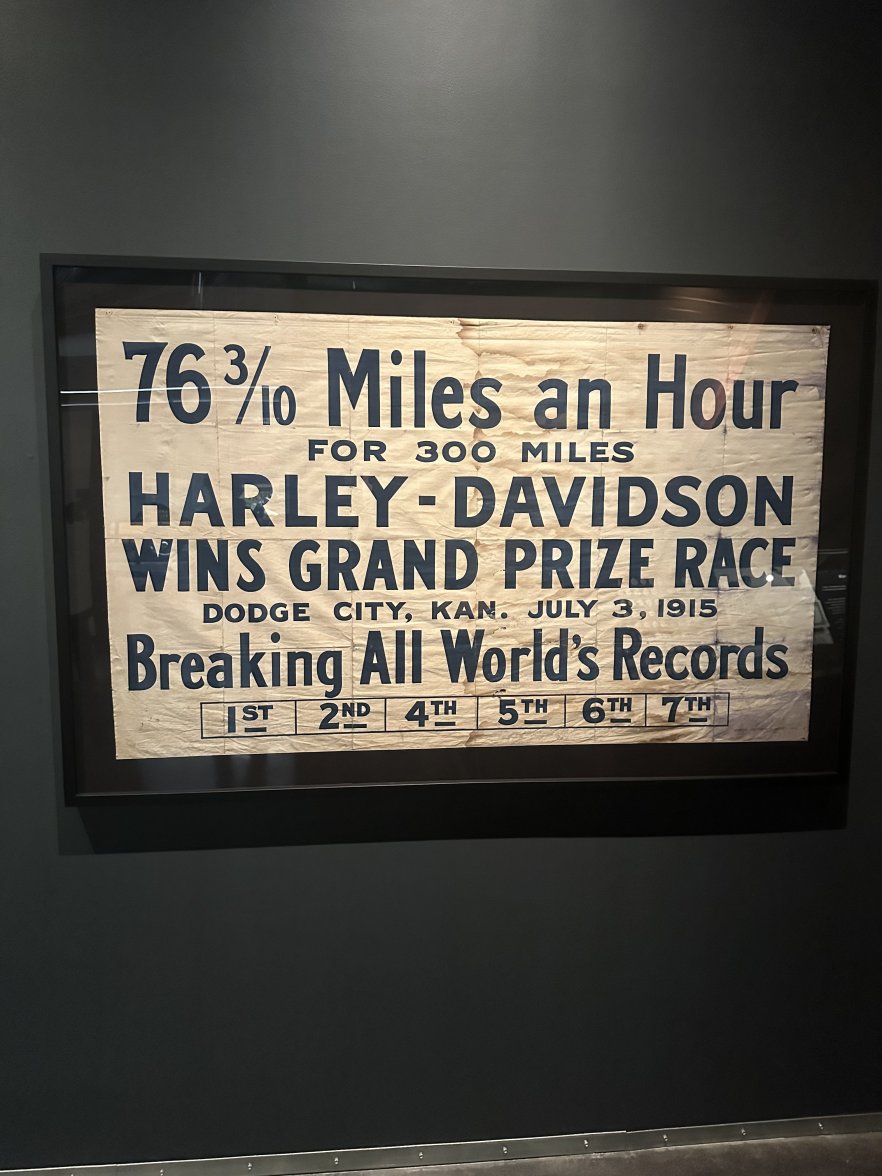 76 3/10 Miles an Hour
FOR 300 MILES
HARLEY-DAVIDSON
WINS GRAND PRIZE RACE
DODGE CITY, KAN. JULY 3, 1915
Breaking All World's Records
1ST 2ND 4TH 5TH 6TH 7TH